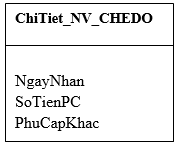 ChiTiet_NV_CHEDO
NgayNhan
SoTienPC
PhuCapKhac